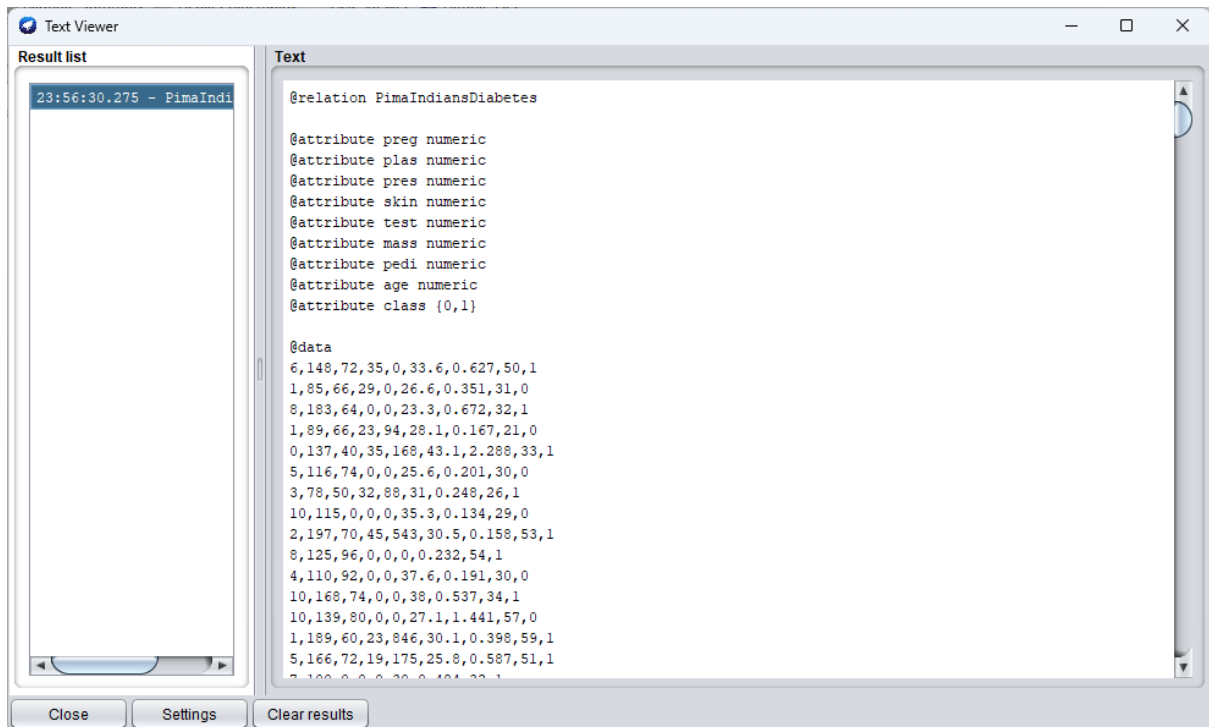 Text Viewer
Result list
23:56:30.275 - PimaIndi
Text
@relation PimaIndiansDiabetes
@attribute preg numeric
@attribute plas numeric
@attribute pres numeric
@attribute skin numeric
@attribute test numeric
@attribute mass numeric
@attribute pedi numeric
@attribute age numeric
@attribute class {0,1}
@data
6,148,72,35,0,33.6,0.627,50,1
1,85,66,29,0,26.6,0.351,31,0
8,183,64,0,0,23.3,0.672,32,1
1,89,66,23,94,28.1,0.167,21,0
0,137,40,35,168,43.1,2.288,33,1
5,116,74,0,0,25.6,0.201,30,0
3,78,50,32,88,31,0.248,26,1
10,115,0,0,0,35.3,0.134,29,0
2,197,70,45,543,30.5,0.158,53,1
8,125,96,0,0,0,0.232,54,1
4,110,92,0,0,37.6,0.191,30,0
10,168,74,0,0,38,0.537,34,1
10,139,80,0,0,27.1,1.441,57,0
1,189,60,23,846,30.1,0.398,59,1
5,166,72,19,175,25.8,0.587,51,1
Close Settings Clear results